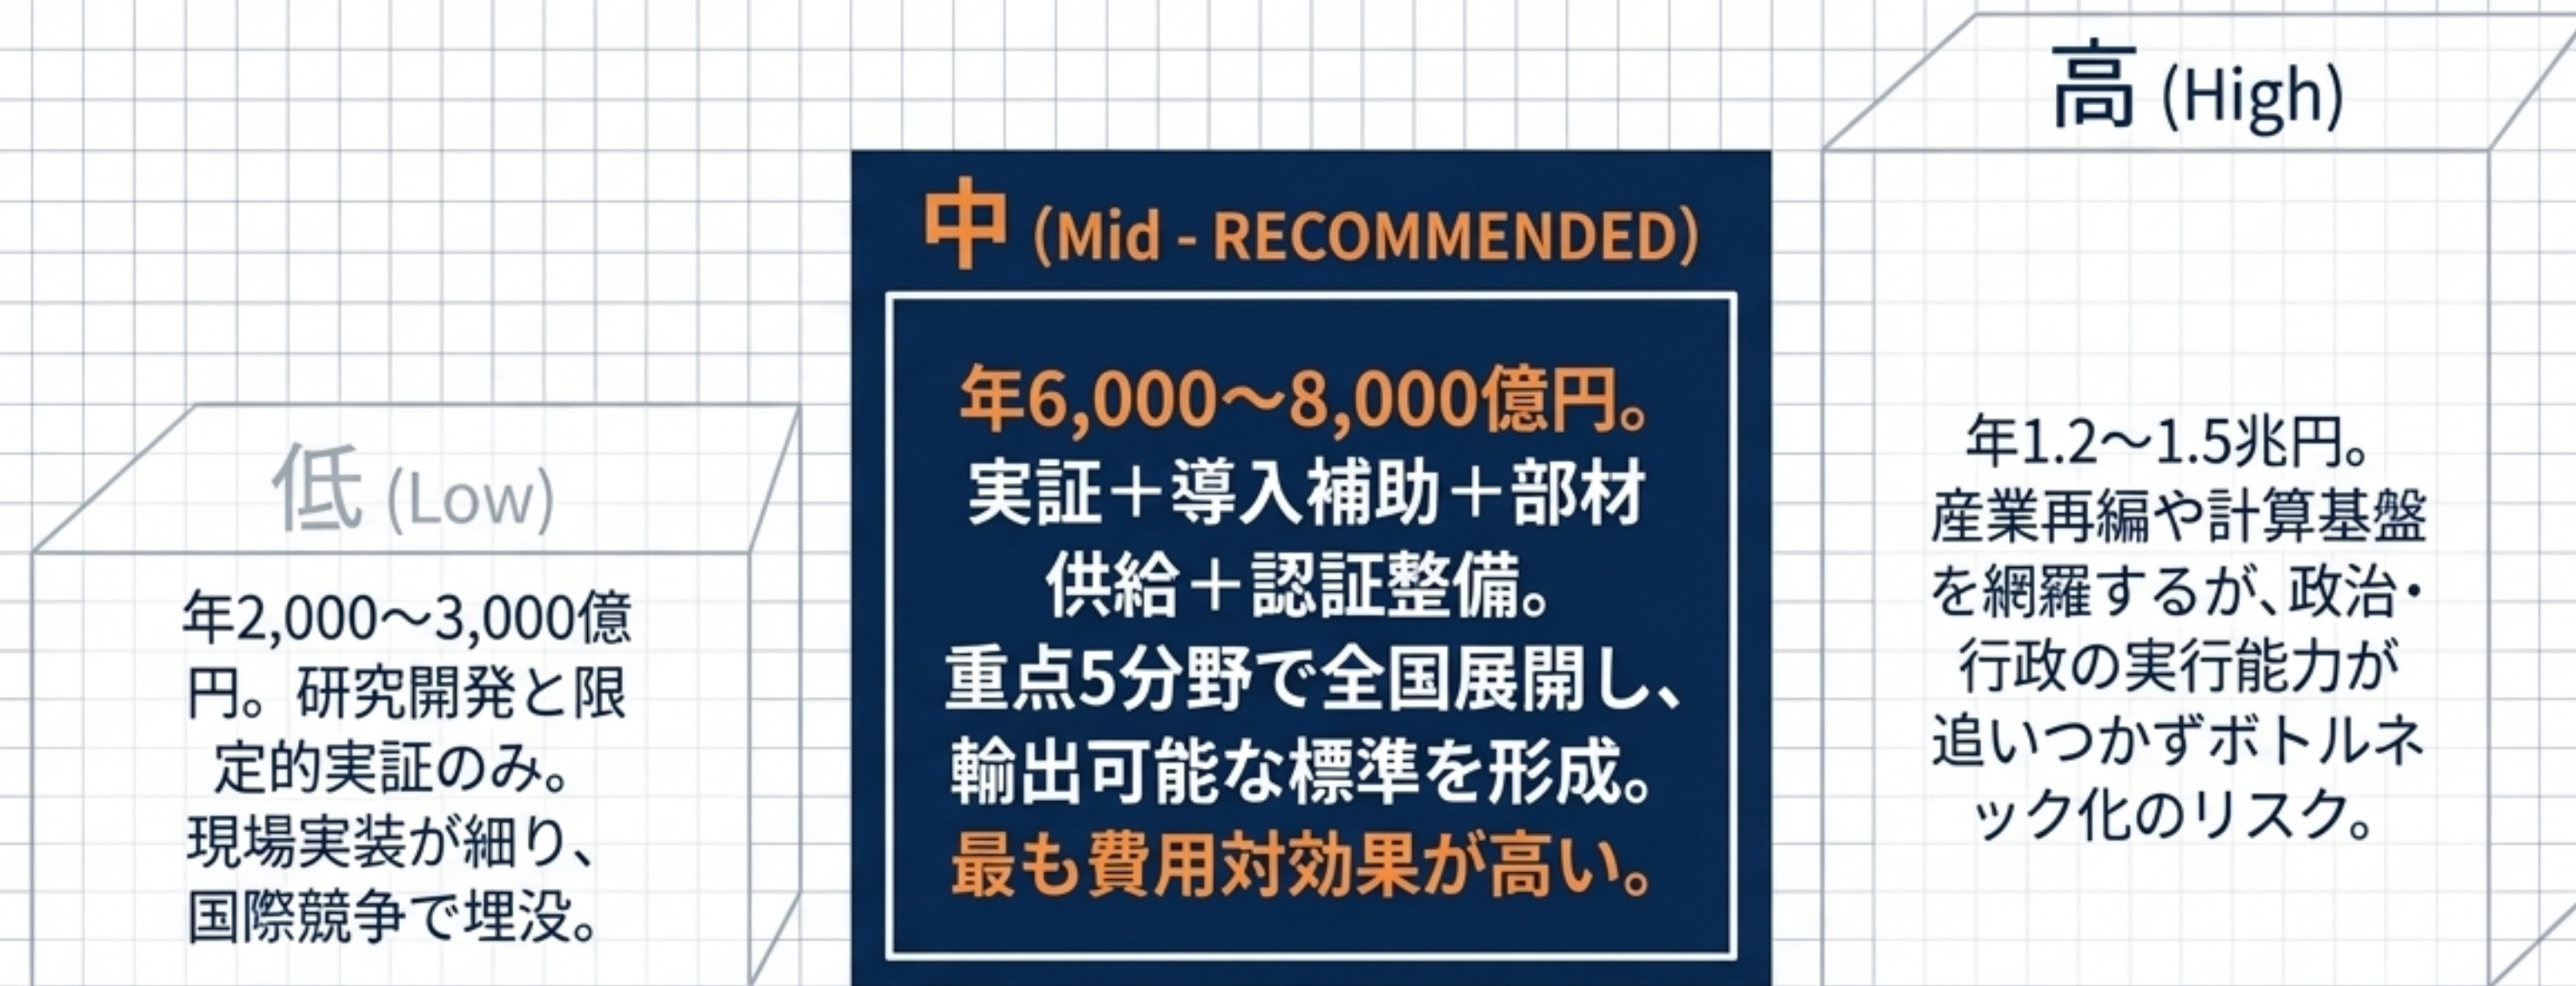 低 (Low)
年2,000～3,000億
円。研究開発と限
定的実証のみ。
現場実装が細り、
国際競争で埋没。
中 (Mid - RECOMMENDED)
年6,000～8,000億円。
実証＋導入補助＋部材
供給＋認証整備。
重点5分野で全国展開し、
輸出可能な標準を形成。
最も費用対効果が高い。
高 (High)
年1.2～1.5兆円。
産業再編や計算基盤
を網羅するが、政治・
行政の実行能力が
追いつかずボトルネ
ック化のリスク。